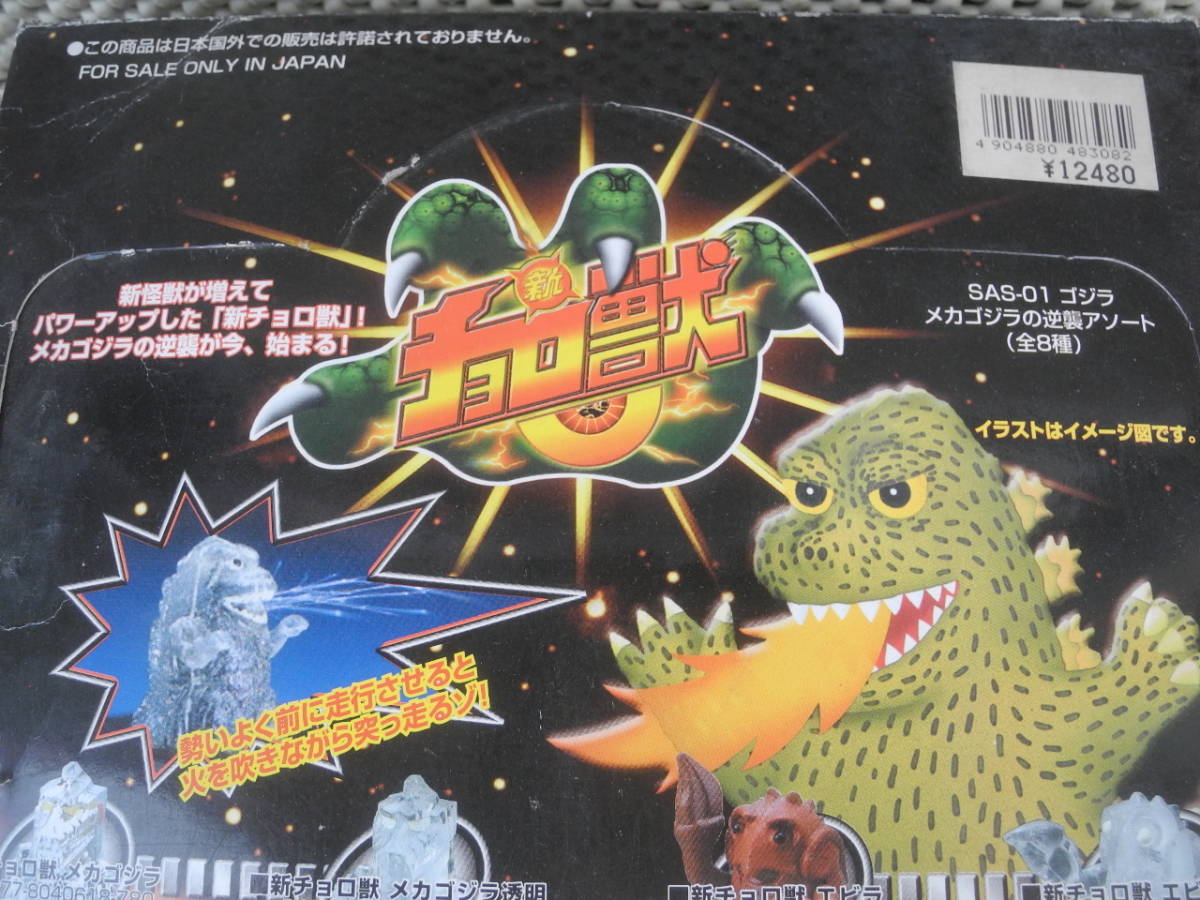 ●この商品は日本国外での販売は許諾されておりません。
FOR SALE ONLY IN JAPAN
4 904880 483082
¥12480
新チョロ獣
新怪獣が増えて
パワーアップした「新チョロ獣」!
メカゴジラの逆襲が今、始まる!
SAS-01 ゴジラ
メカゴジラの逆襲アソート
(全8種)
イラストはイメージ図です。
勢いよく前に走行させると
火を吹きながら突っ走るゾ!
チョロ獣 メカゴジラ
■新チョロ獣 メカゴジラ透明
■新チョロ獣 エビラ
■新チョロ獣 エビ